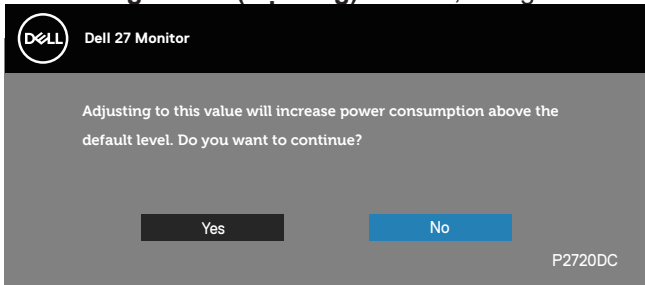 DELL
Dell 27 Monitor
Adjusting to this value will increase power consumption above the
default level. Do you want to continue?
Yes No
P2720DC